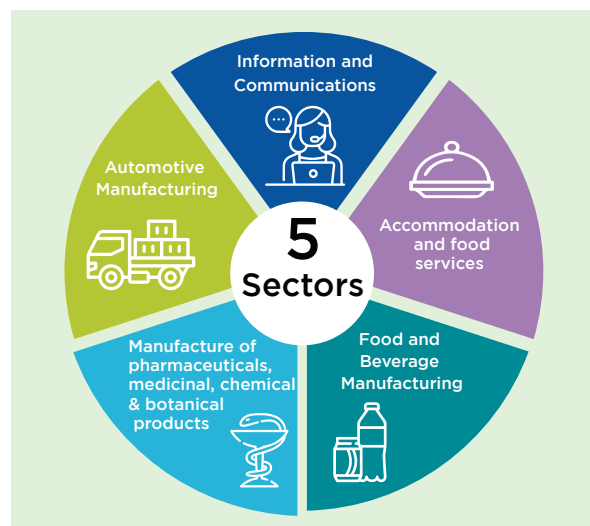 Information and
Communications
Automotive
Manufacturing
Accommodation
and food
services
5
Sectors
Manufacture of
pharmaceuticals,
medicinal, chemical
& botanical
products
Food and
Beverage
Manufacturing